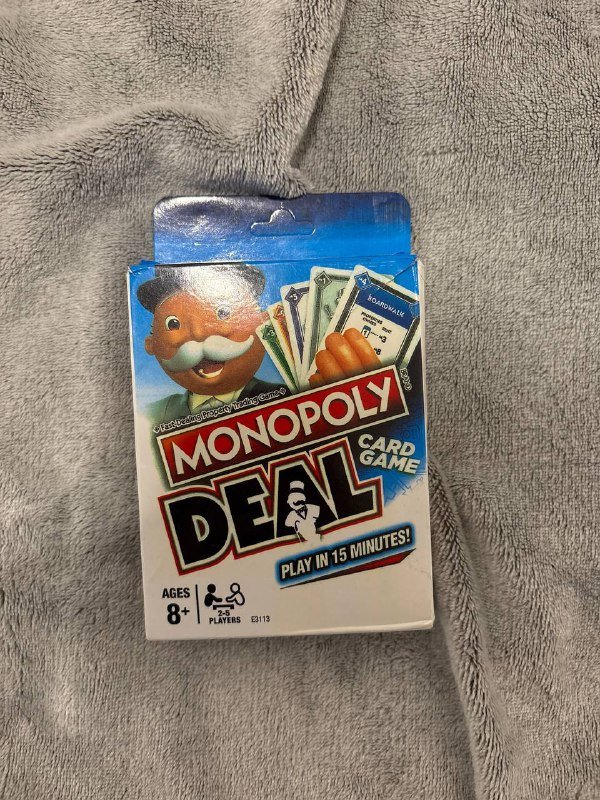 BOARDWALK
BRAND
Fast-Dealing Property Trading Game
MONOPOLY
DEAL
CARD
GAME
PLAY IN 15 MINUTES!
AGES
8+
2-5
PLAYERS
E3113